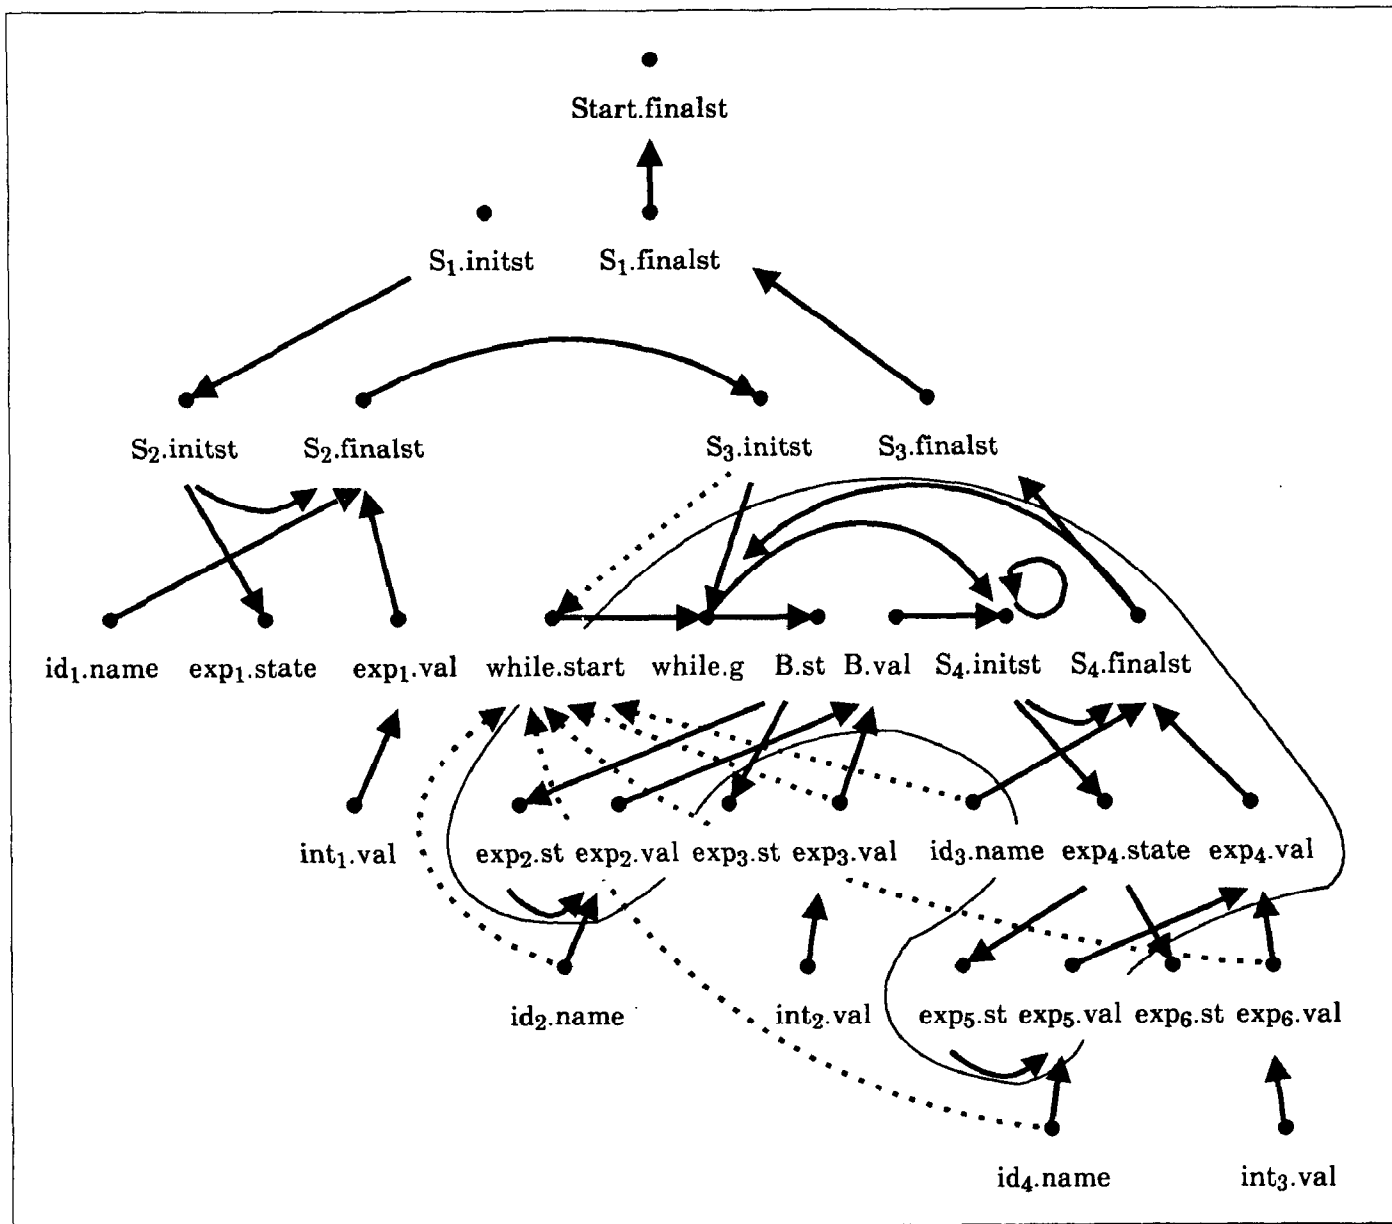 Start.finalst
S₁.initst S₁.finalst
S₂.initst S₂.finalst S₃.initst S₃.finalst
id₁.name exp₁.state exp₁.val while.start while.g B.st B.val S₄.initst S₄.finalst
int₁.val exp₂.st exp₂.val exp₃.st exp₃.val id₃.name exp₄.state exp₄.val
id₂.name int₂.val exp₅.st exp₅.val exp₆.st exp₆.val
id₄.name int₃.val